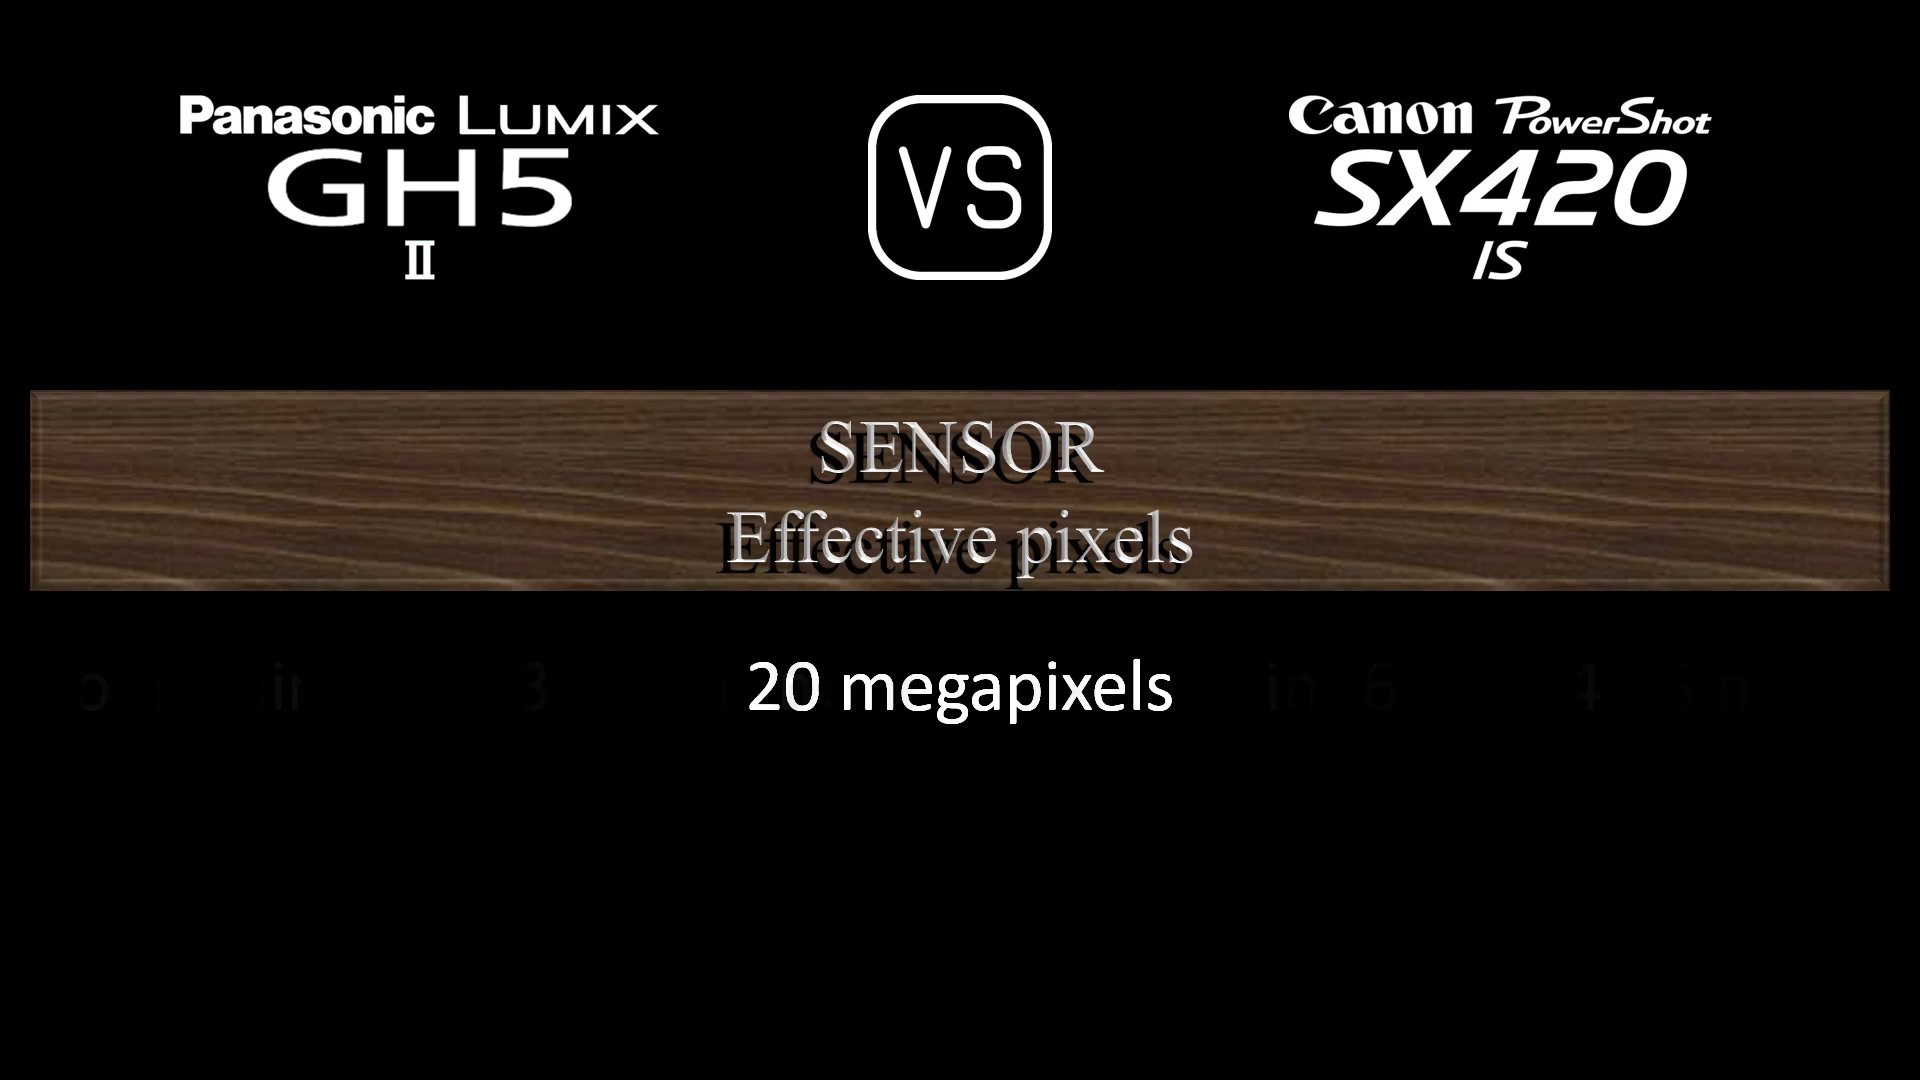 Panasonic LUMIX
GH5
II
VS
Canon PowerShot
SX420
IS
SENSOR
Effective pixels
20 megapixels